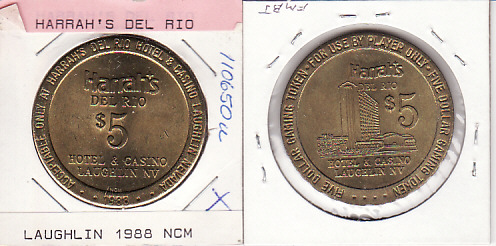 HARRAH'S DEL RIO
ACCEPTABLE ONLY AT HARRAH'S DEL RIO HOTEL & CASINO LAUGHLIN NEVADA
Harrah's
DEL RIO
$5
HOTEL & CASINO
LAUGHLIN NV
1988
110650u
x
LAUGHLIN 1988 NCM
FIVE DOLLAR GAMING TOKEN·FOR USE BY PLAYER ONLY·FIVE DOLLAR GAMING TOKEN
Harrah's
DEL RIO
$5
HOTEL & CASINO
LAUGHLIN NV